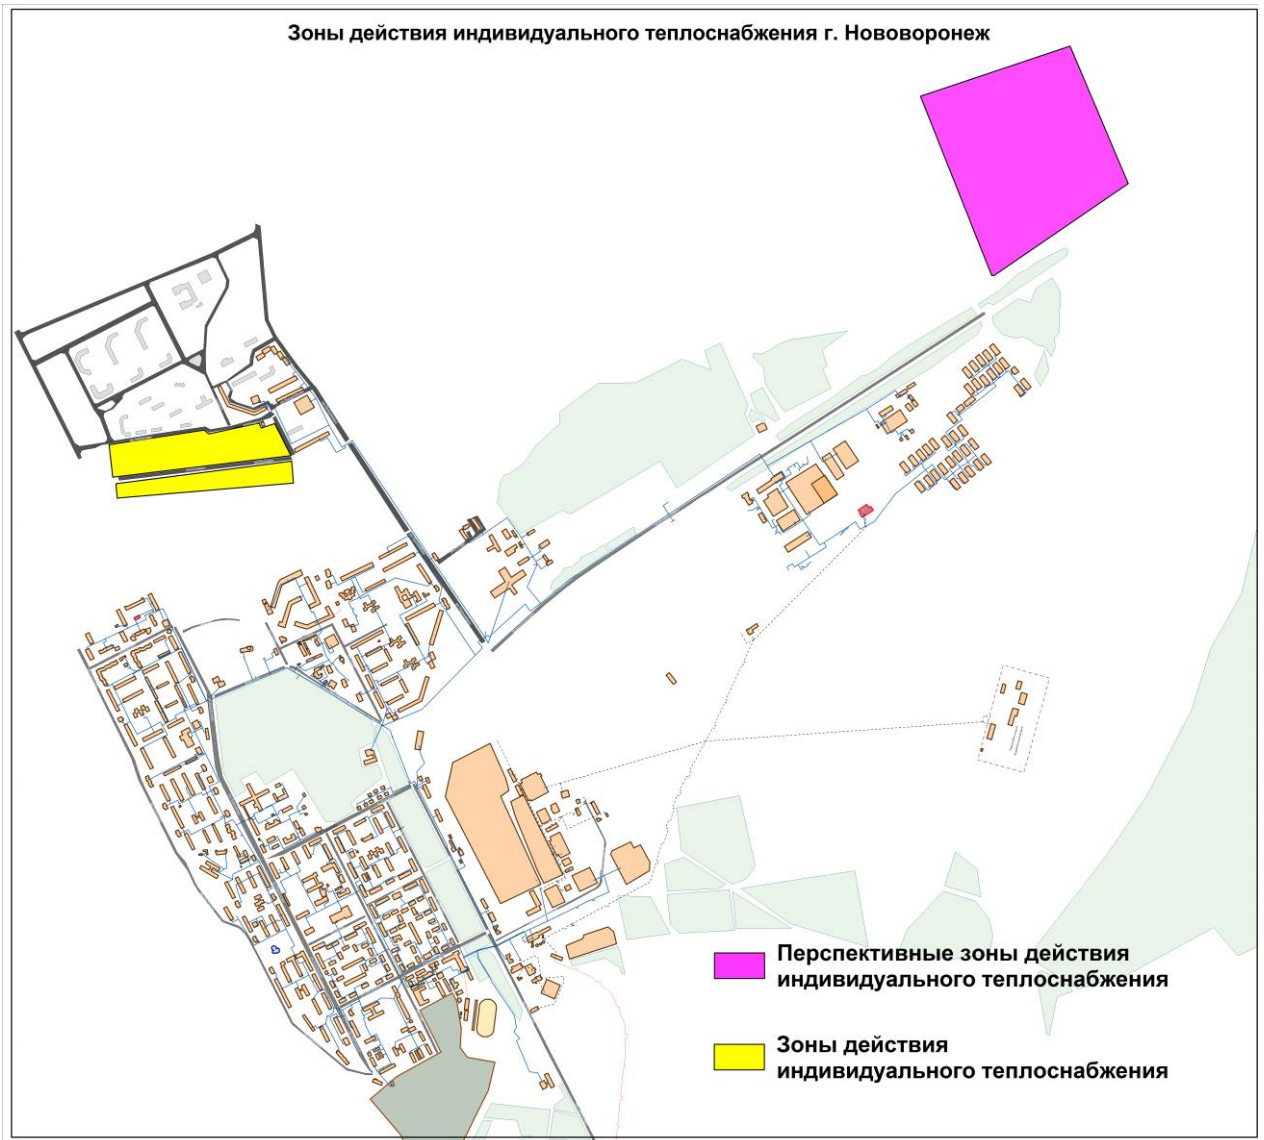 Зоны действия индивидуального теплоснабжения г. Нововоронеж
Перспективные зоны действия
индивидуального теплоснабжения
Зоны действия
индивидуального теплоснабжения